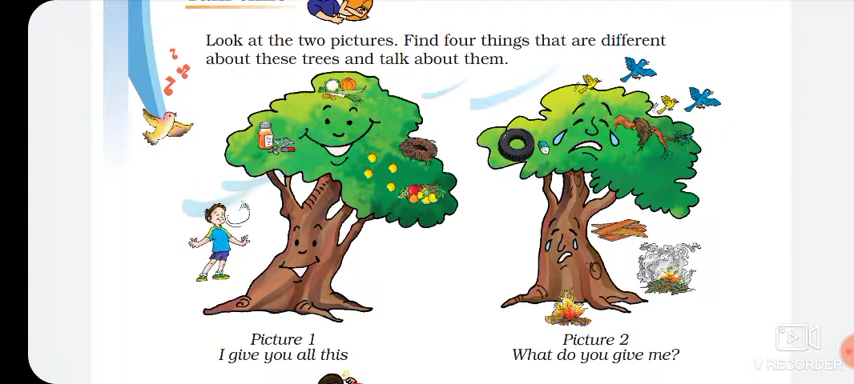 Look at the two pictures. Find four things that are different
about these trees and talk about them.
Picture 1
I give you all this
Picture 2
What do you give me?
V RECORDER